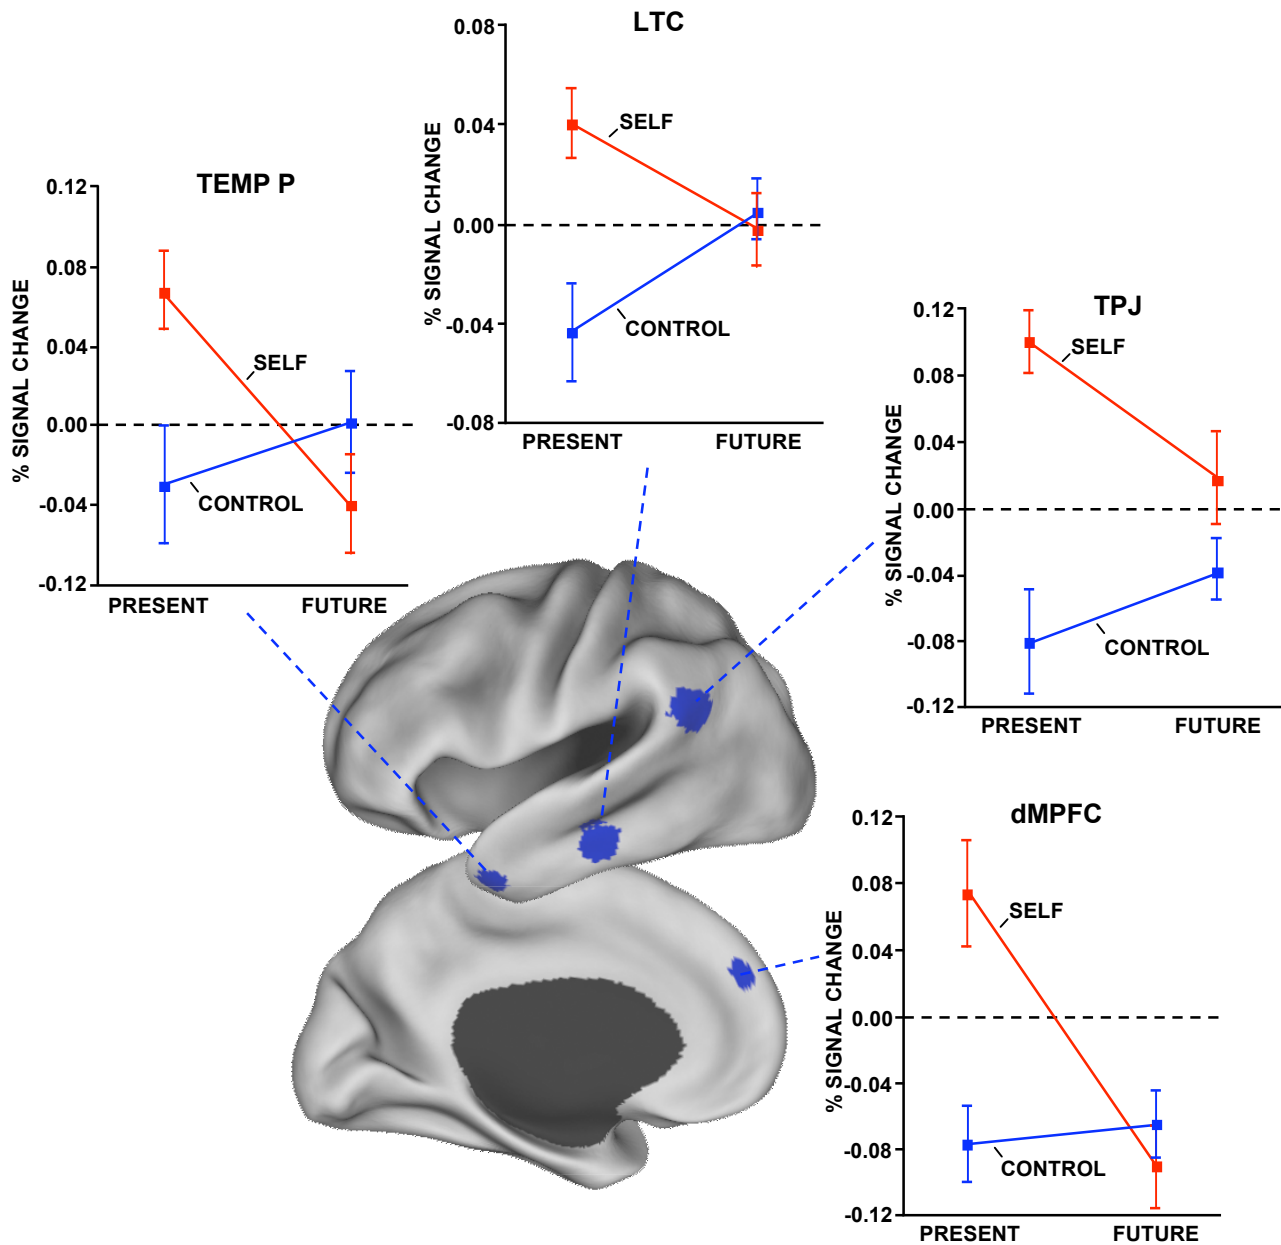 TEMP P
% SIGNAL CHANGE
0.12
0.08
0.04
0.00
-0.04
-0.12
SELF
CONTROL
PRESENT
FUTURE
LTC
% SIGNAL CHANGE
0.08
0.04
0.00
-0.04
-0.08
SELF
CONTROL
PRESENT
FUTURE
TPJ
% SIGNAL CHANGE
0.12
0.08
0.04
0.00
-0.04
-0.08
-0.12
SELF
CONTROL
PRESENT
FUTURE
dMPFC
% SIGNAL CHANGE
0.12
0.08
0.04
0.00
-0.04
-0.08
-0.12
SELF
CONTROL
PRESENT
FUTURE